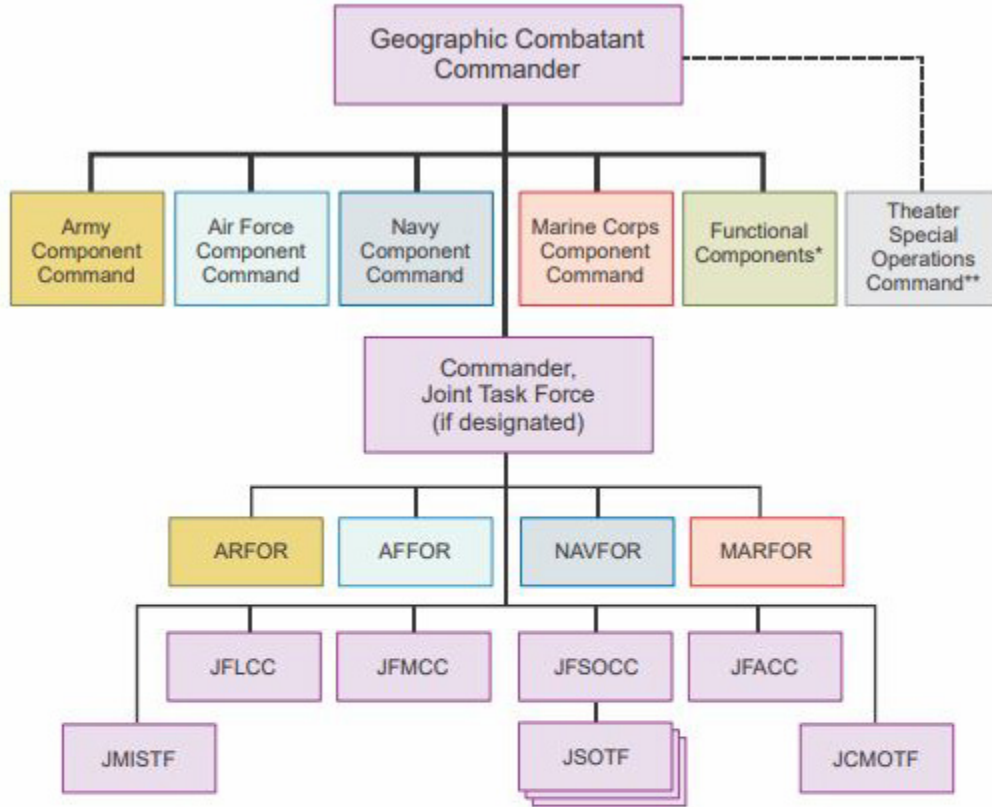 Geographic Combatant
Commander
Army
Component
Command
Air Force
Component
Command
Navy
Component
Command
Marine Corps
Component
Command
Functional
Components*
Theater
Special
Operations
Command**
Commander,
Joint Task Force
(if designated)
ARFOR
AFFOR
NAVFOR
MARFOR
JFLCC
JFMCC
JFSOCC
JFACC
JMISTF
JSOTF
JCMOTF